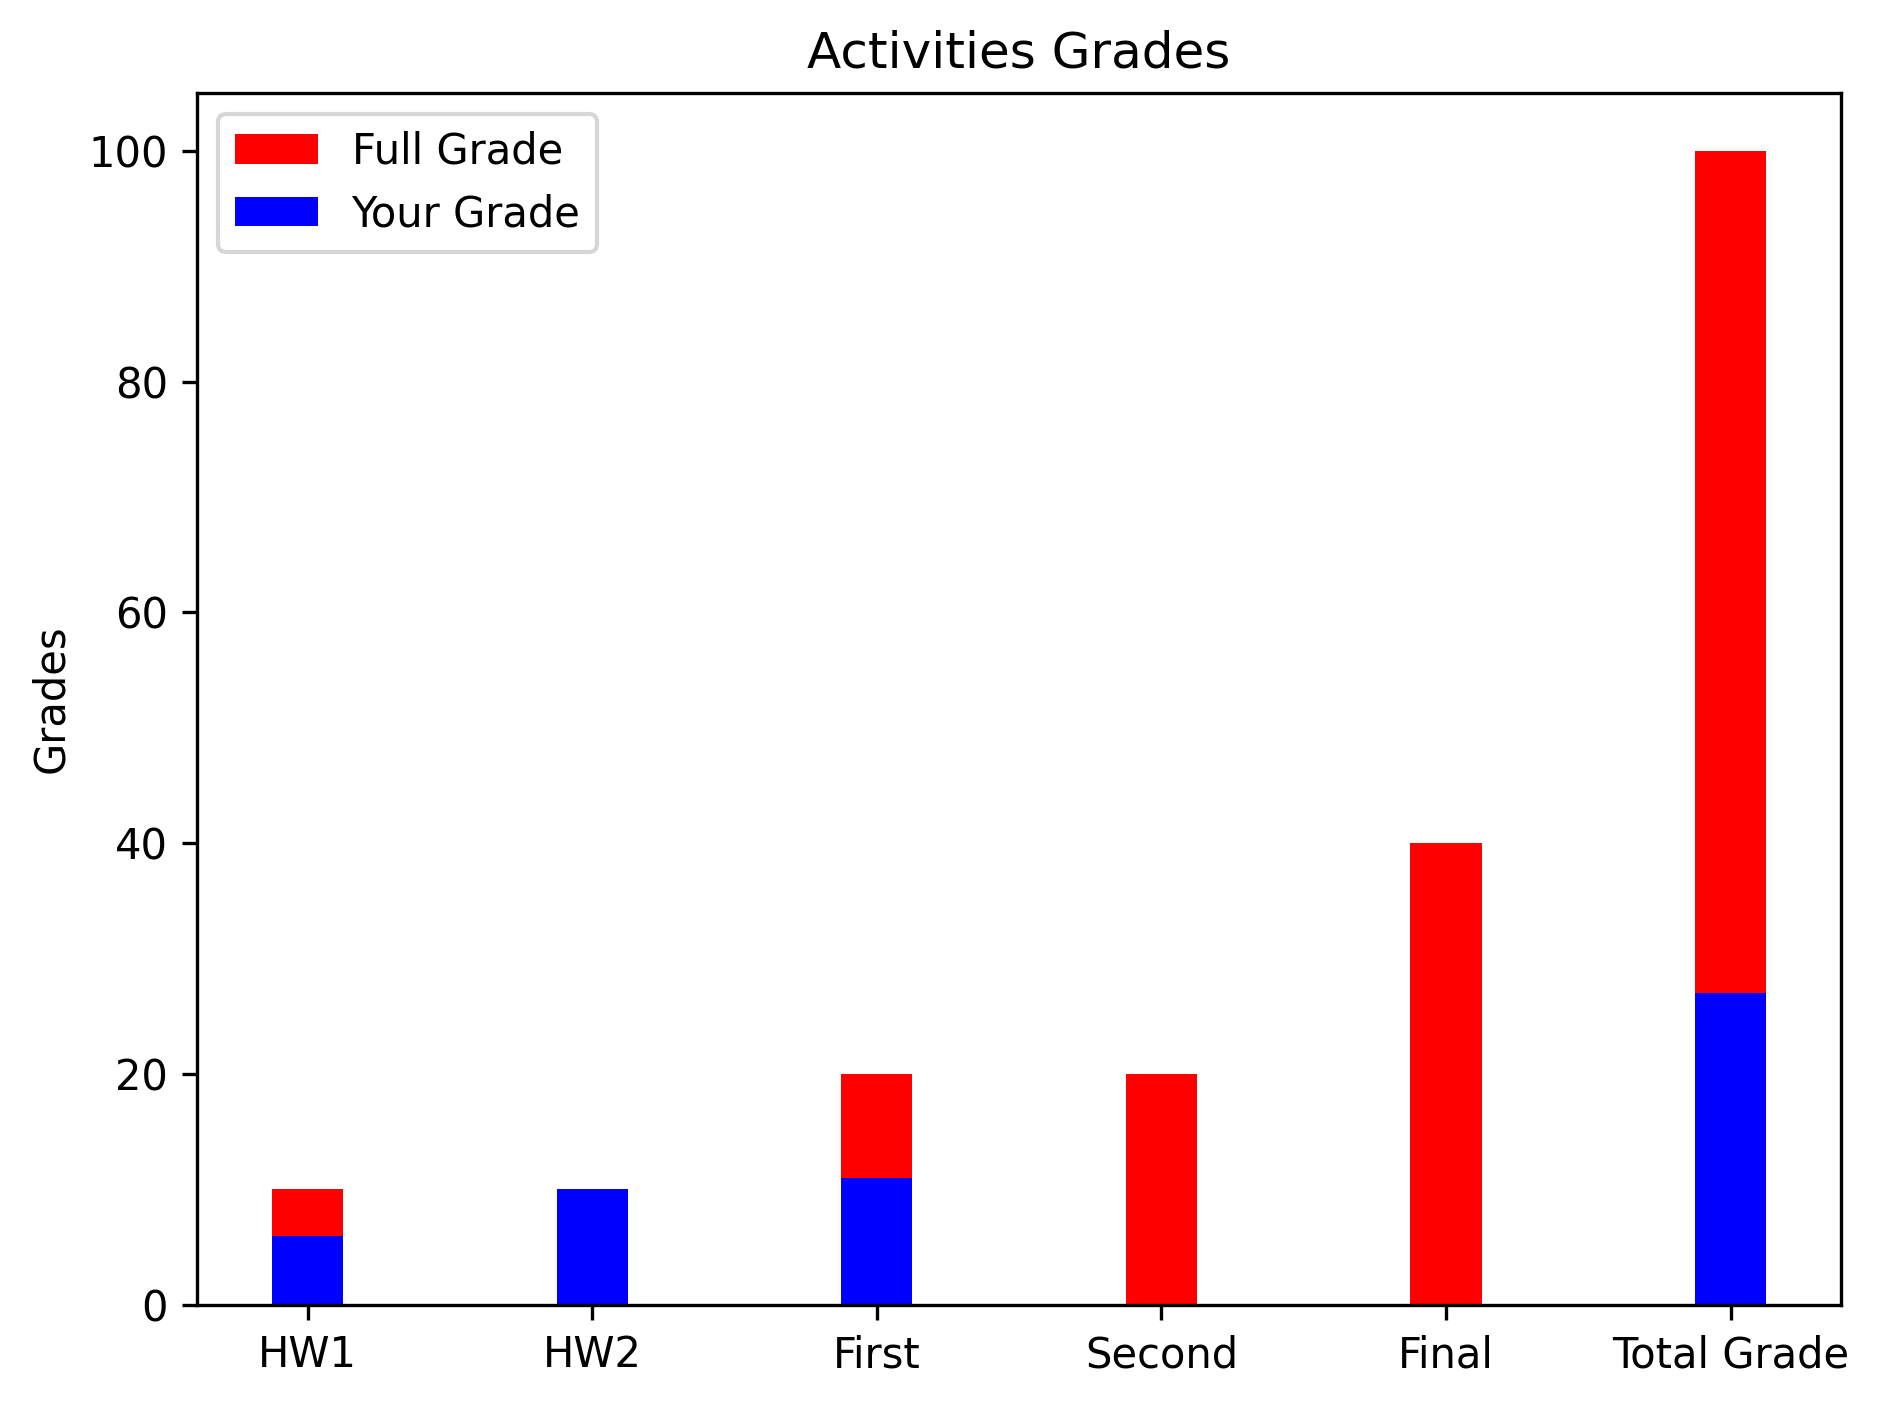 Activities Grades
Full Grade
Your Grade
Grades
100
80
60
40
20
0
HW1 HW2 First Second Final Total Grade